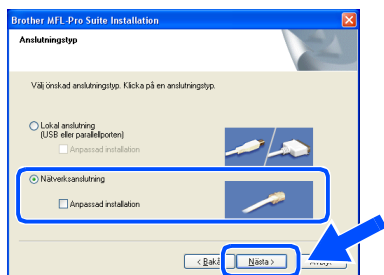 Brother MFL-Pro Suite Installation
Anslutningstyp
Välj önskad anslutningstyp. Klicka på en anslutningstyp.
Lokal anslutning
(USB eller parallellporten)
Anpassad installation
Nätverksanslutning
Anpassad installation
< Bakå
Nästa >